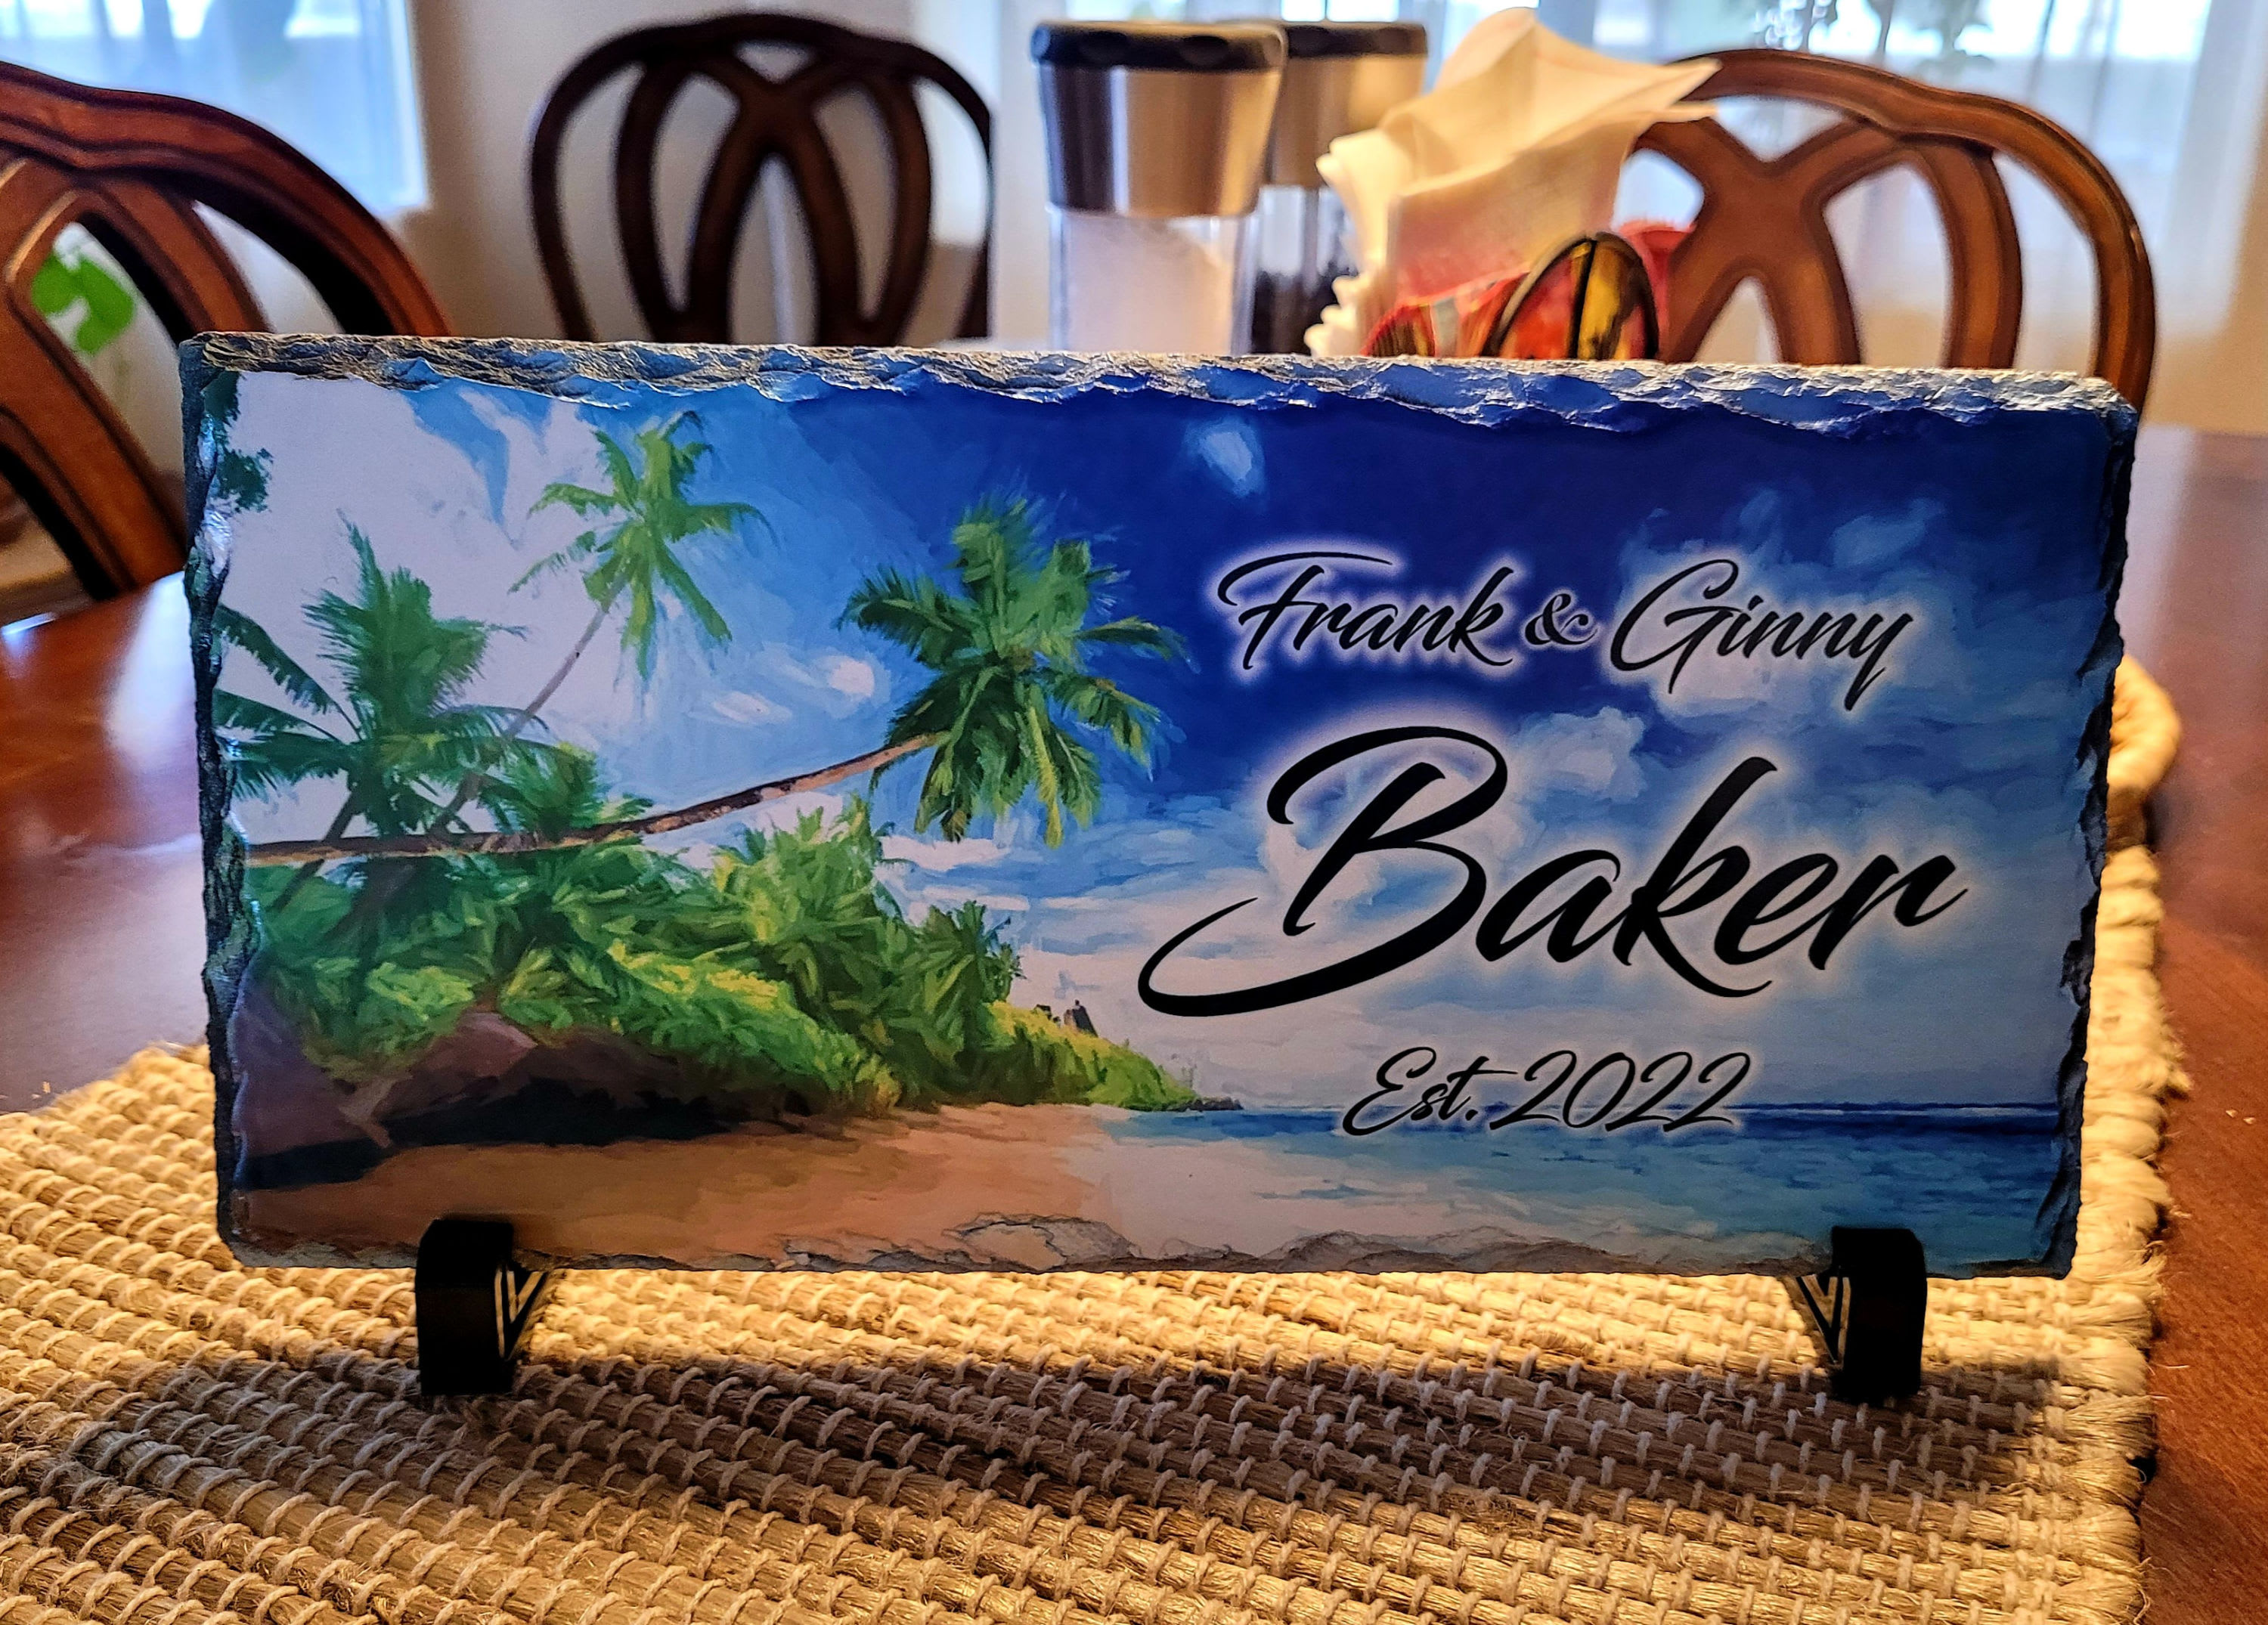 Frank & Ginny
Baker
Est. 2022